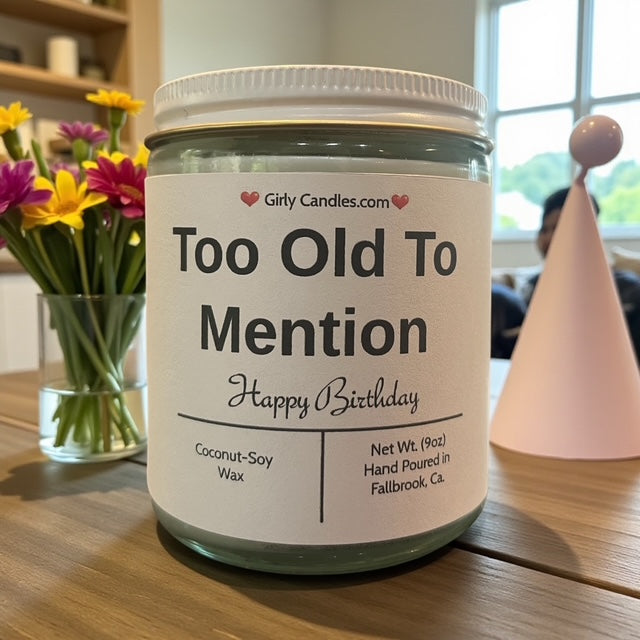 Girly Candles.com
Too Old To
Mention
Happy Birthday
Coconut-Soy
Wax
Net Wt. (9oz)
Hand Poured in
Fallbrook, Ca.